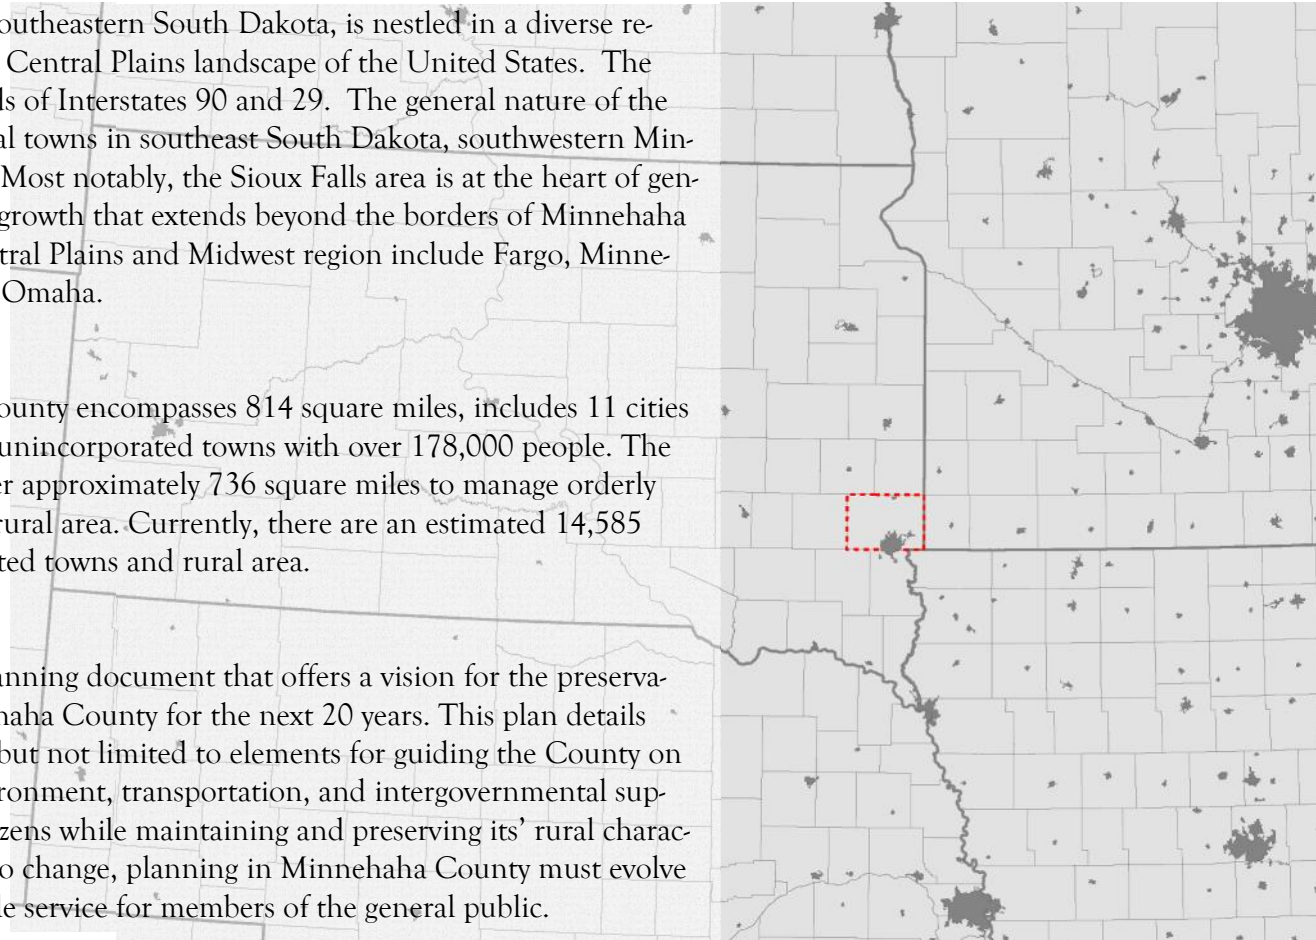 outheastern South Dakota, is nestled in a diverse re-
Central Plains landscape of the United States. The
ls of Interstates 90 and 29. The general nature of the
al towns in southeast South Dakota, southwestern Min-
Most notably, the Sioux Falls area is at the heart of gen-
growth that extends beyond the borders of Minnehaha
tral Plains and Midwest region include Fargo, Minne-
Omaha.
ounty encompasses 814 square miles, includes 11 cities
unincorporated towns with over 178,000 people. The
er approximately 736 square miles to manage orderly
rural area. Currently, there are an estimated 14,585
ted towns and rural area.
anning document that offers a vision for the preserva-
haha County for the next 20 years. This plan details
but not limited to elements for guiding the County on
ronment, transportation, and intergovernmental sup-
zens while maintaining and preserving its' rural charac-
o change, planning in Minnehaha County must evolve
le service for members of the general public.